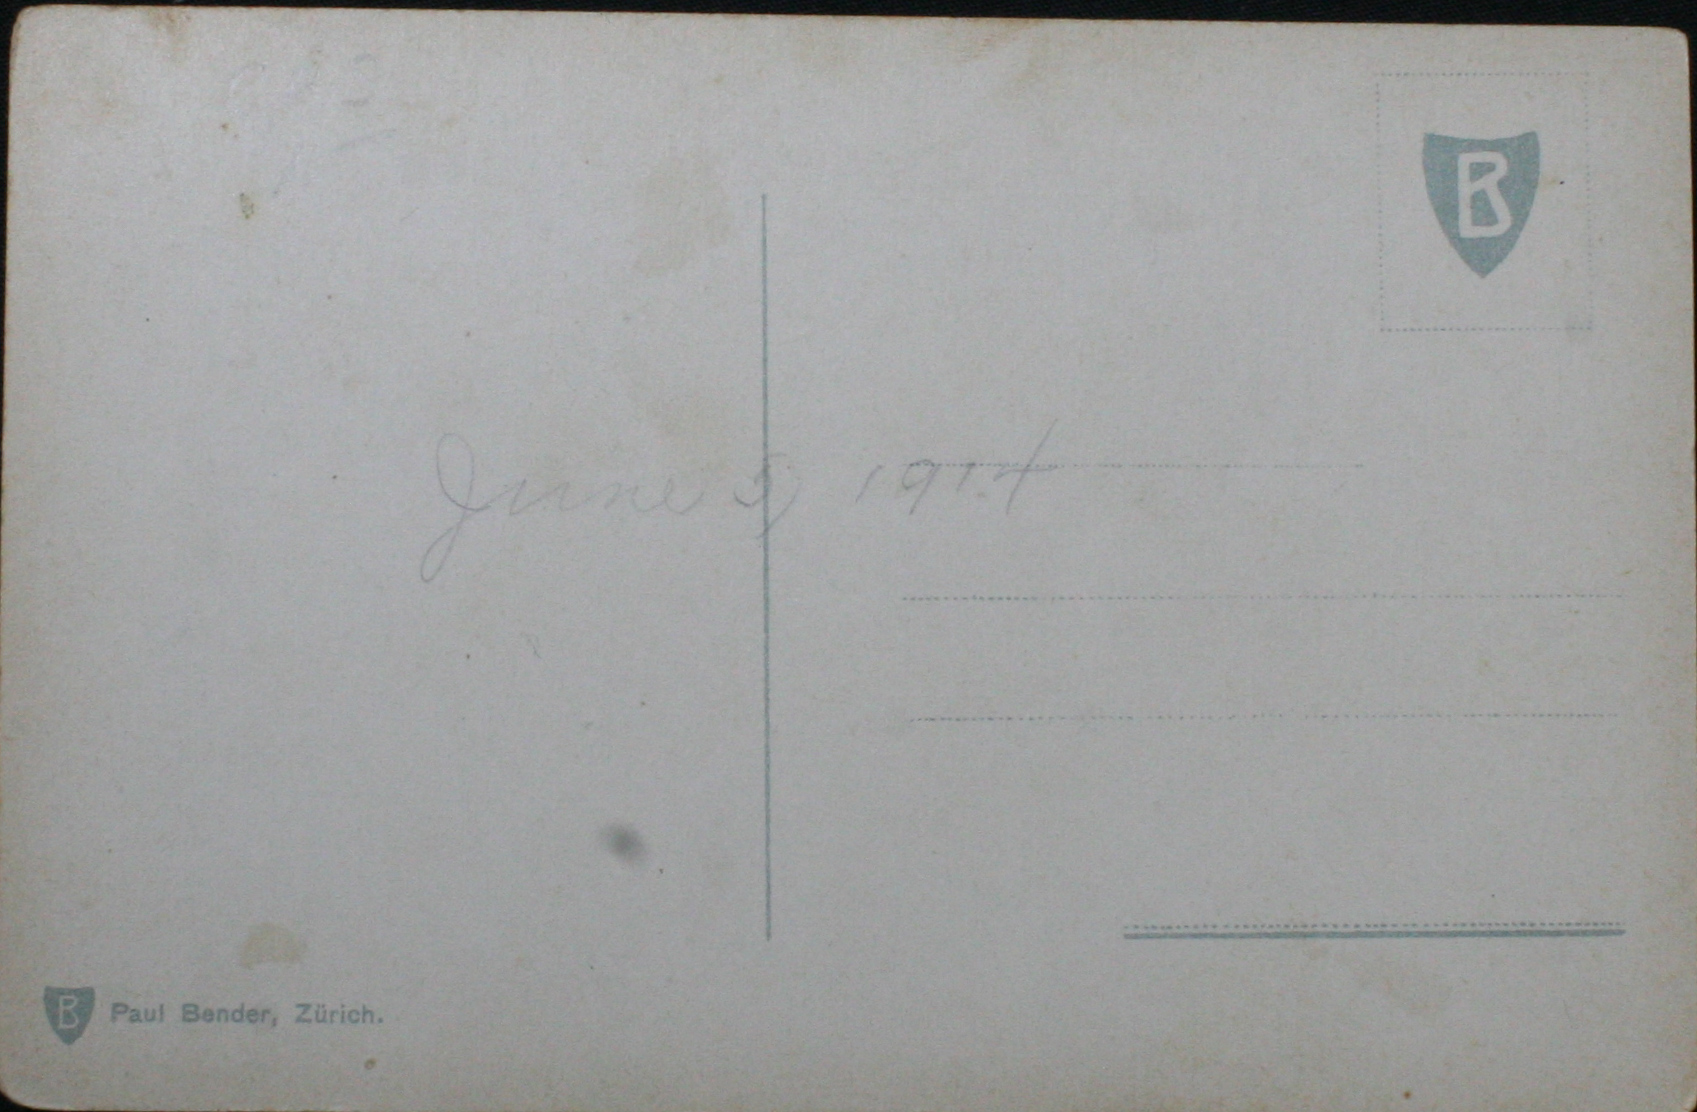 B
June 5, 1914
B Paul Bender, Zürich.